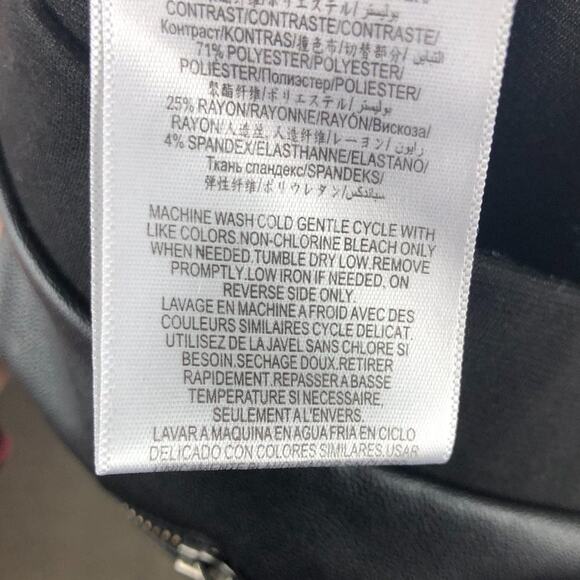 CONTRAST/CONTRASTE/CONTRASTE/
Контраст/KONTRAS/撞色布/切替部分/التباين
71% POLYESTER/POLYESTER/
POLIÉSTER/Полиэстер/POLIESTER/
聚酯纤维/ポリエステル/بوليستر
25% RAYON/RAYONNE/RAYÓN/Вискоза/
RAYON/人造丝, 人造纤维/レーヨン/رايون
4% SPANDEX/ELASTHANNE/ELASTANO/
Ткань спандекс/SPANDEKS/
弹性纤维/ポリウレタン/سباندكس
MACHINE WASH COLD GENTLE CYCLE WITH
LIKE COLORS.NON-CHLORINE BLEACH ONLY
WHEN NEEDED.TUMBLE DRY LOW.REMOVE
PROMPTLY.LOW IRON IF NEEDED, ON
REVERSE SIDE ONLY.
LAVAGE EN MACHINE A FROID AVEC DES
COULEURS SIMILAIRES CYCLE DELICAT.
UTILISEZ DE LA JAVEL SANS CHLORE SI
BESOIN.SECHAGE DOUX.RETIRER
RAPIDEMENT.REPASSER A BASSE
TEMPERATURE SI NECESSAIRE,
SEULEMENT A L'ENVERS.
LAVAR A MAQUINA EN AGUA FRIA EN CICLO
DELICADO CON COLORES SIMILARES.USAR